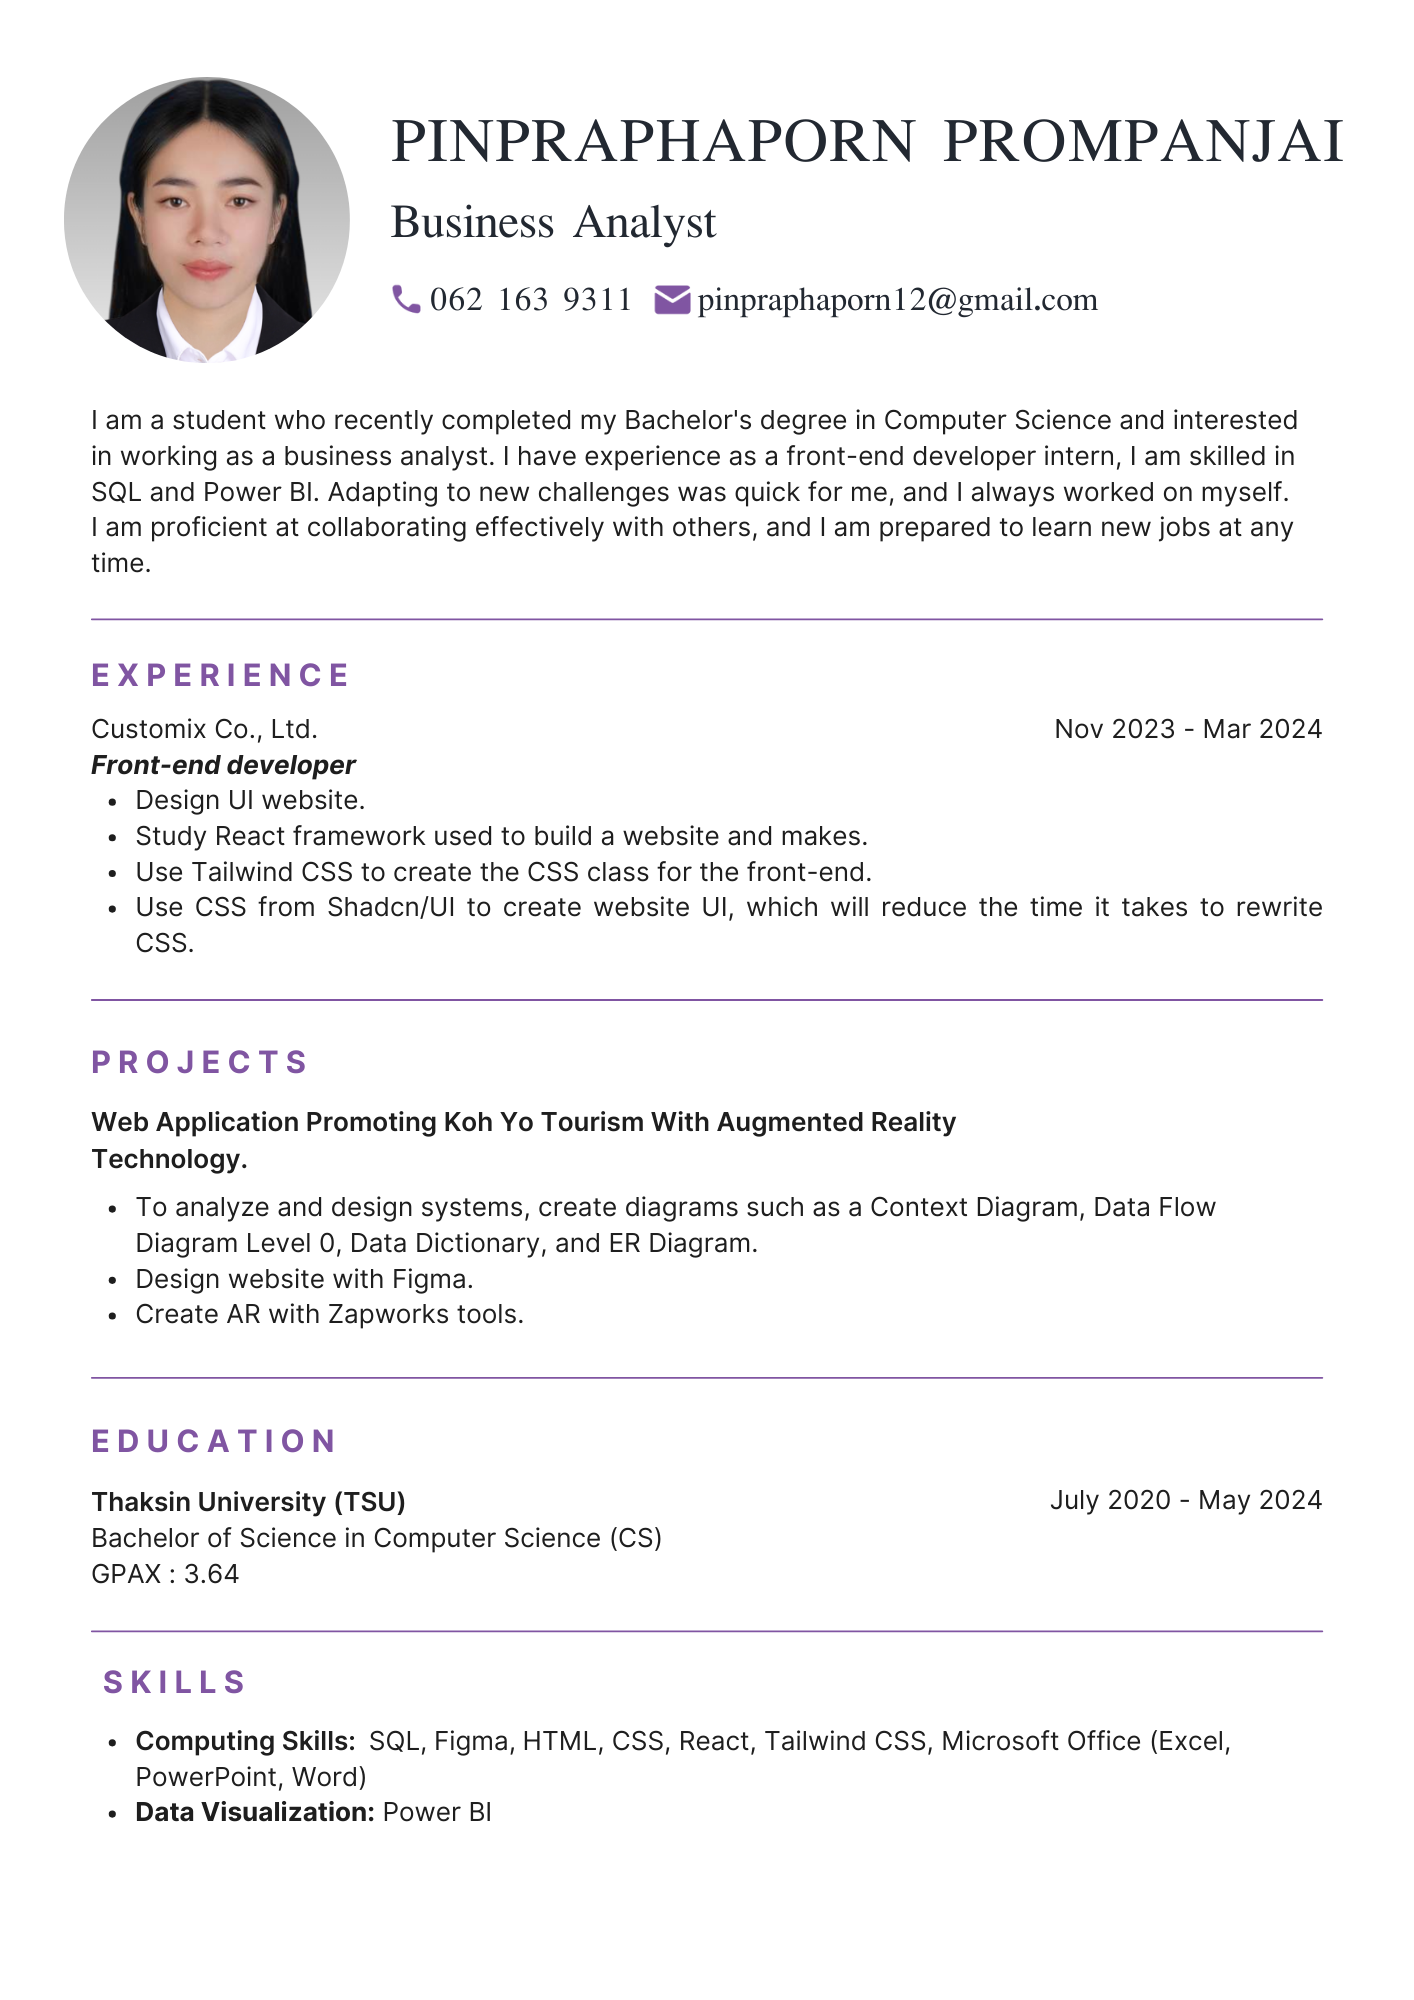 PINPRAPHAPORN PROMPANJAI
Business Analyst
062 163 9311 pinpraphaporn12@gmail.com
I am a student who recently completed my Bachelor's degree in Computer Science and interested
in working as a business analyst. I have experience as a front-end developer intern, I am skilled in
SQL and Power BI. Adapting to new challenges was quick for me, and I always worked on myself.
I am proficient at collaborating effectively with others, and I am prepared to learn new jobs at any
time.
EXPERIENCE
Customix Co., Ltd. Nov 2023 - Mar 2024
Front-end developer
• Design UI website.
• Study React framework used to build a website and makes.
• Use Tailwind CSS to create the CSS class for the front-end.
• Use CSS from Shadcn/UI to create website UI, which will reduce the time it takes to rewrite
CSS.
PROJECTS
Web Application Promoting Koh Yo Tourism With Augmented Reality
Technology.
• To analyze and design systems, create diagrams such as a Context Diagram, Data Flow
Diagram Level 0, Data Dictionary, and ER Diagram.
• Design website with Figma.
• Create AR with Zapworks tools.
EDUCATION
Thaksin University (TSU) July 2020 - May 2024
Bachelor of Science in Computer Science (CS)
GPAX : 3.64
SKILLS
• Computing Skills: SQL, Figma, HTML, CSS, React, Tailwind CSS, Microsoft Office (Excel,
PowerPoint, Word)
• Data Visualization: Power BI